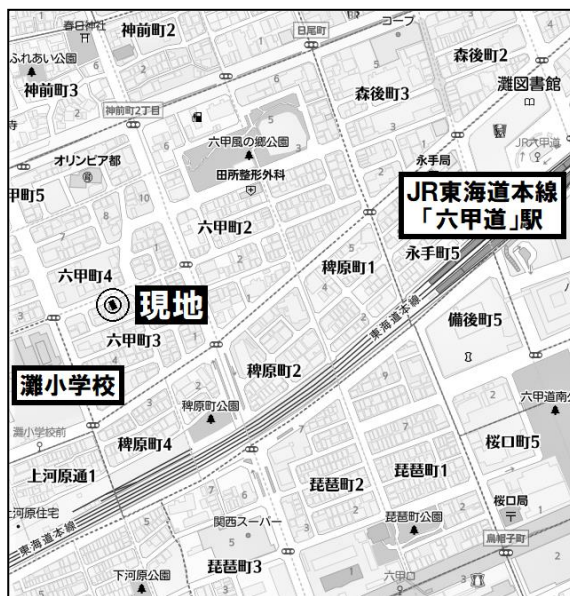 春日神社
神前町2
日尾町
コープ
森後町2
ふれあい公園
神前町3
神前町2丁目
森後町3
灘図書館
六甲風の郷公園
オリンピア都
田所整形外科
永手局
JR六甲道
甲町5
JR東海道本線
「六甲道」駅
六甲町2
永手町5
六甲町4
稗原町1
現地
東海道本線
備後町5
六甲町3
灘小学校
稗原町2
稗原町公園
六甲道南公
灘小学校前
稗原町4
桜口町5
上河原通1
琵琶町2
琵琶町1
上河原住宅
関西スーパー
琵琶町公園
桜口局
東海道本線
烏帽子町
下河原公園
琵琶町3
六甲口